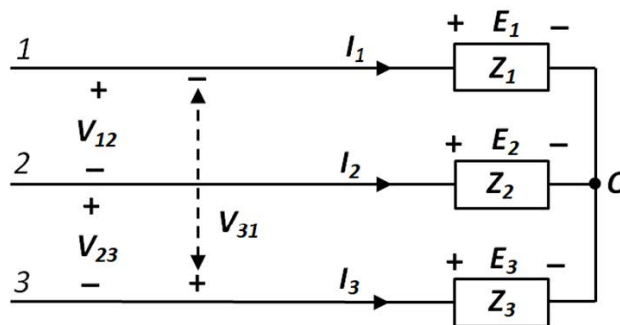 1 I1 + E1 −
Z1
+ −
V12
−
2 I2 + E2 −
Z2 O
+
V23 V31
−
+
3 I3 + E3 −
Z3